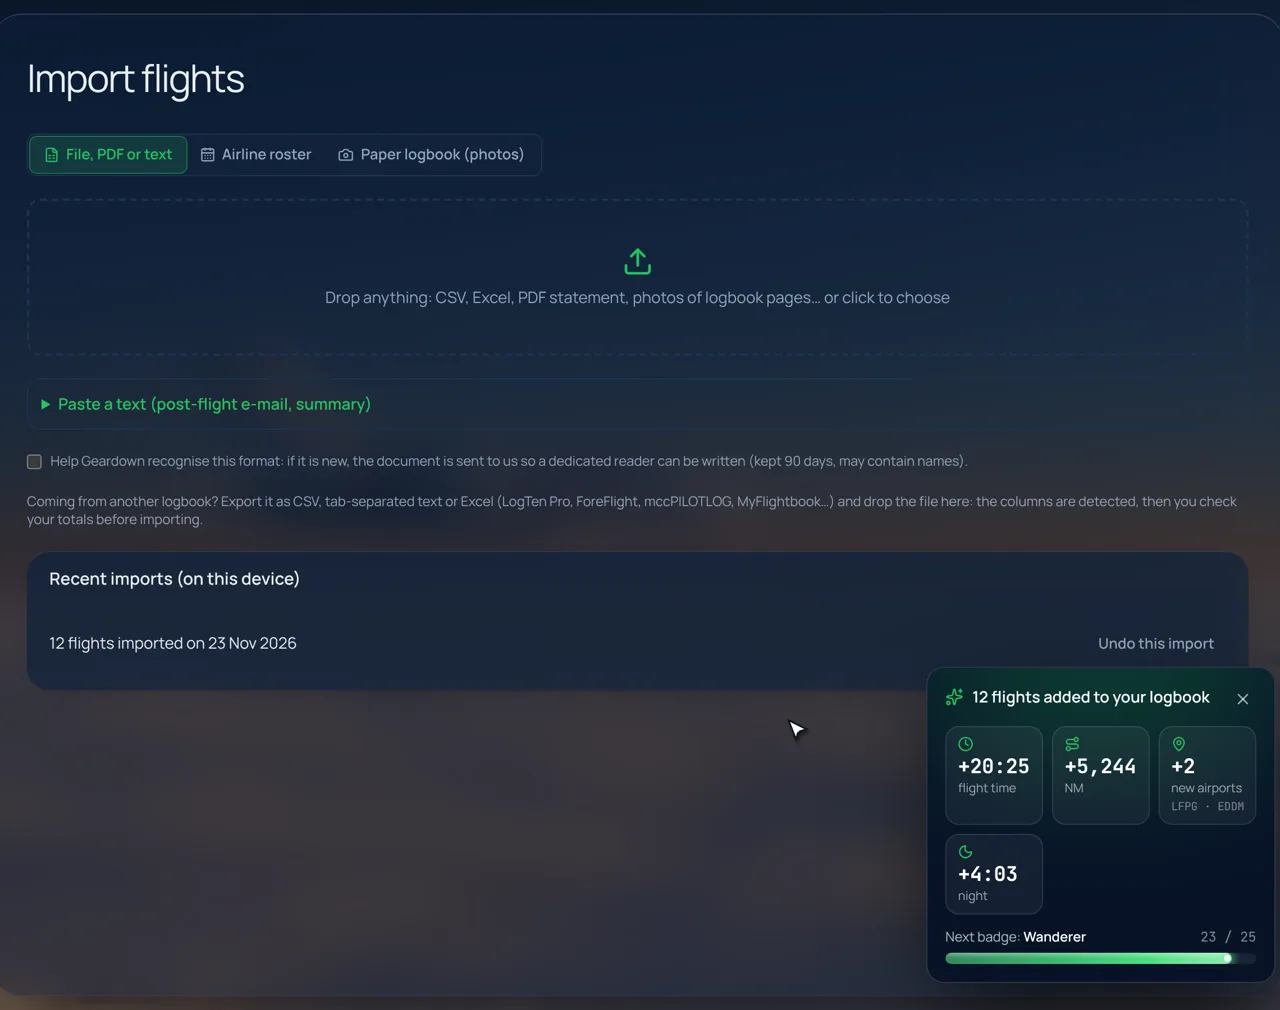 Import flights
File, PDF or text
Airline roster
Paper logbook (photos)
Drop anything: CSV, Excel, PDF statement, photos of logbook pages… or click to choose
Paste a text (post-flight e-mail, summary)
Help Geardown recognise this format: if it is new, the document is sent to us so a dedicated reader can be written (kept 90 days, may contain names).
Coming from another logbook? Export it as CSV, tab-separated text or Excel (LogTen Pro, ForeFlight, mccPILOTLOG, MyFlightbook…) and drop the file here: the columns are detected, then you check
your totals before importing.
Recent imports (on this device)
12 flights imported on 23 Nov 2026
Undo this import
12 flights added to your logbook
+20:25
flight time
+5,244
NM
+2
new airports
LFPG · EDDM
+4:03
night
Next badge: Wanderer
23 / 25